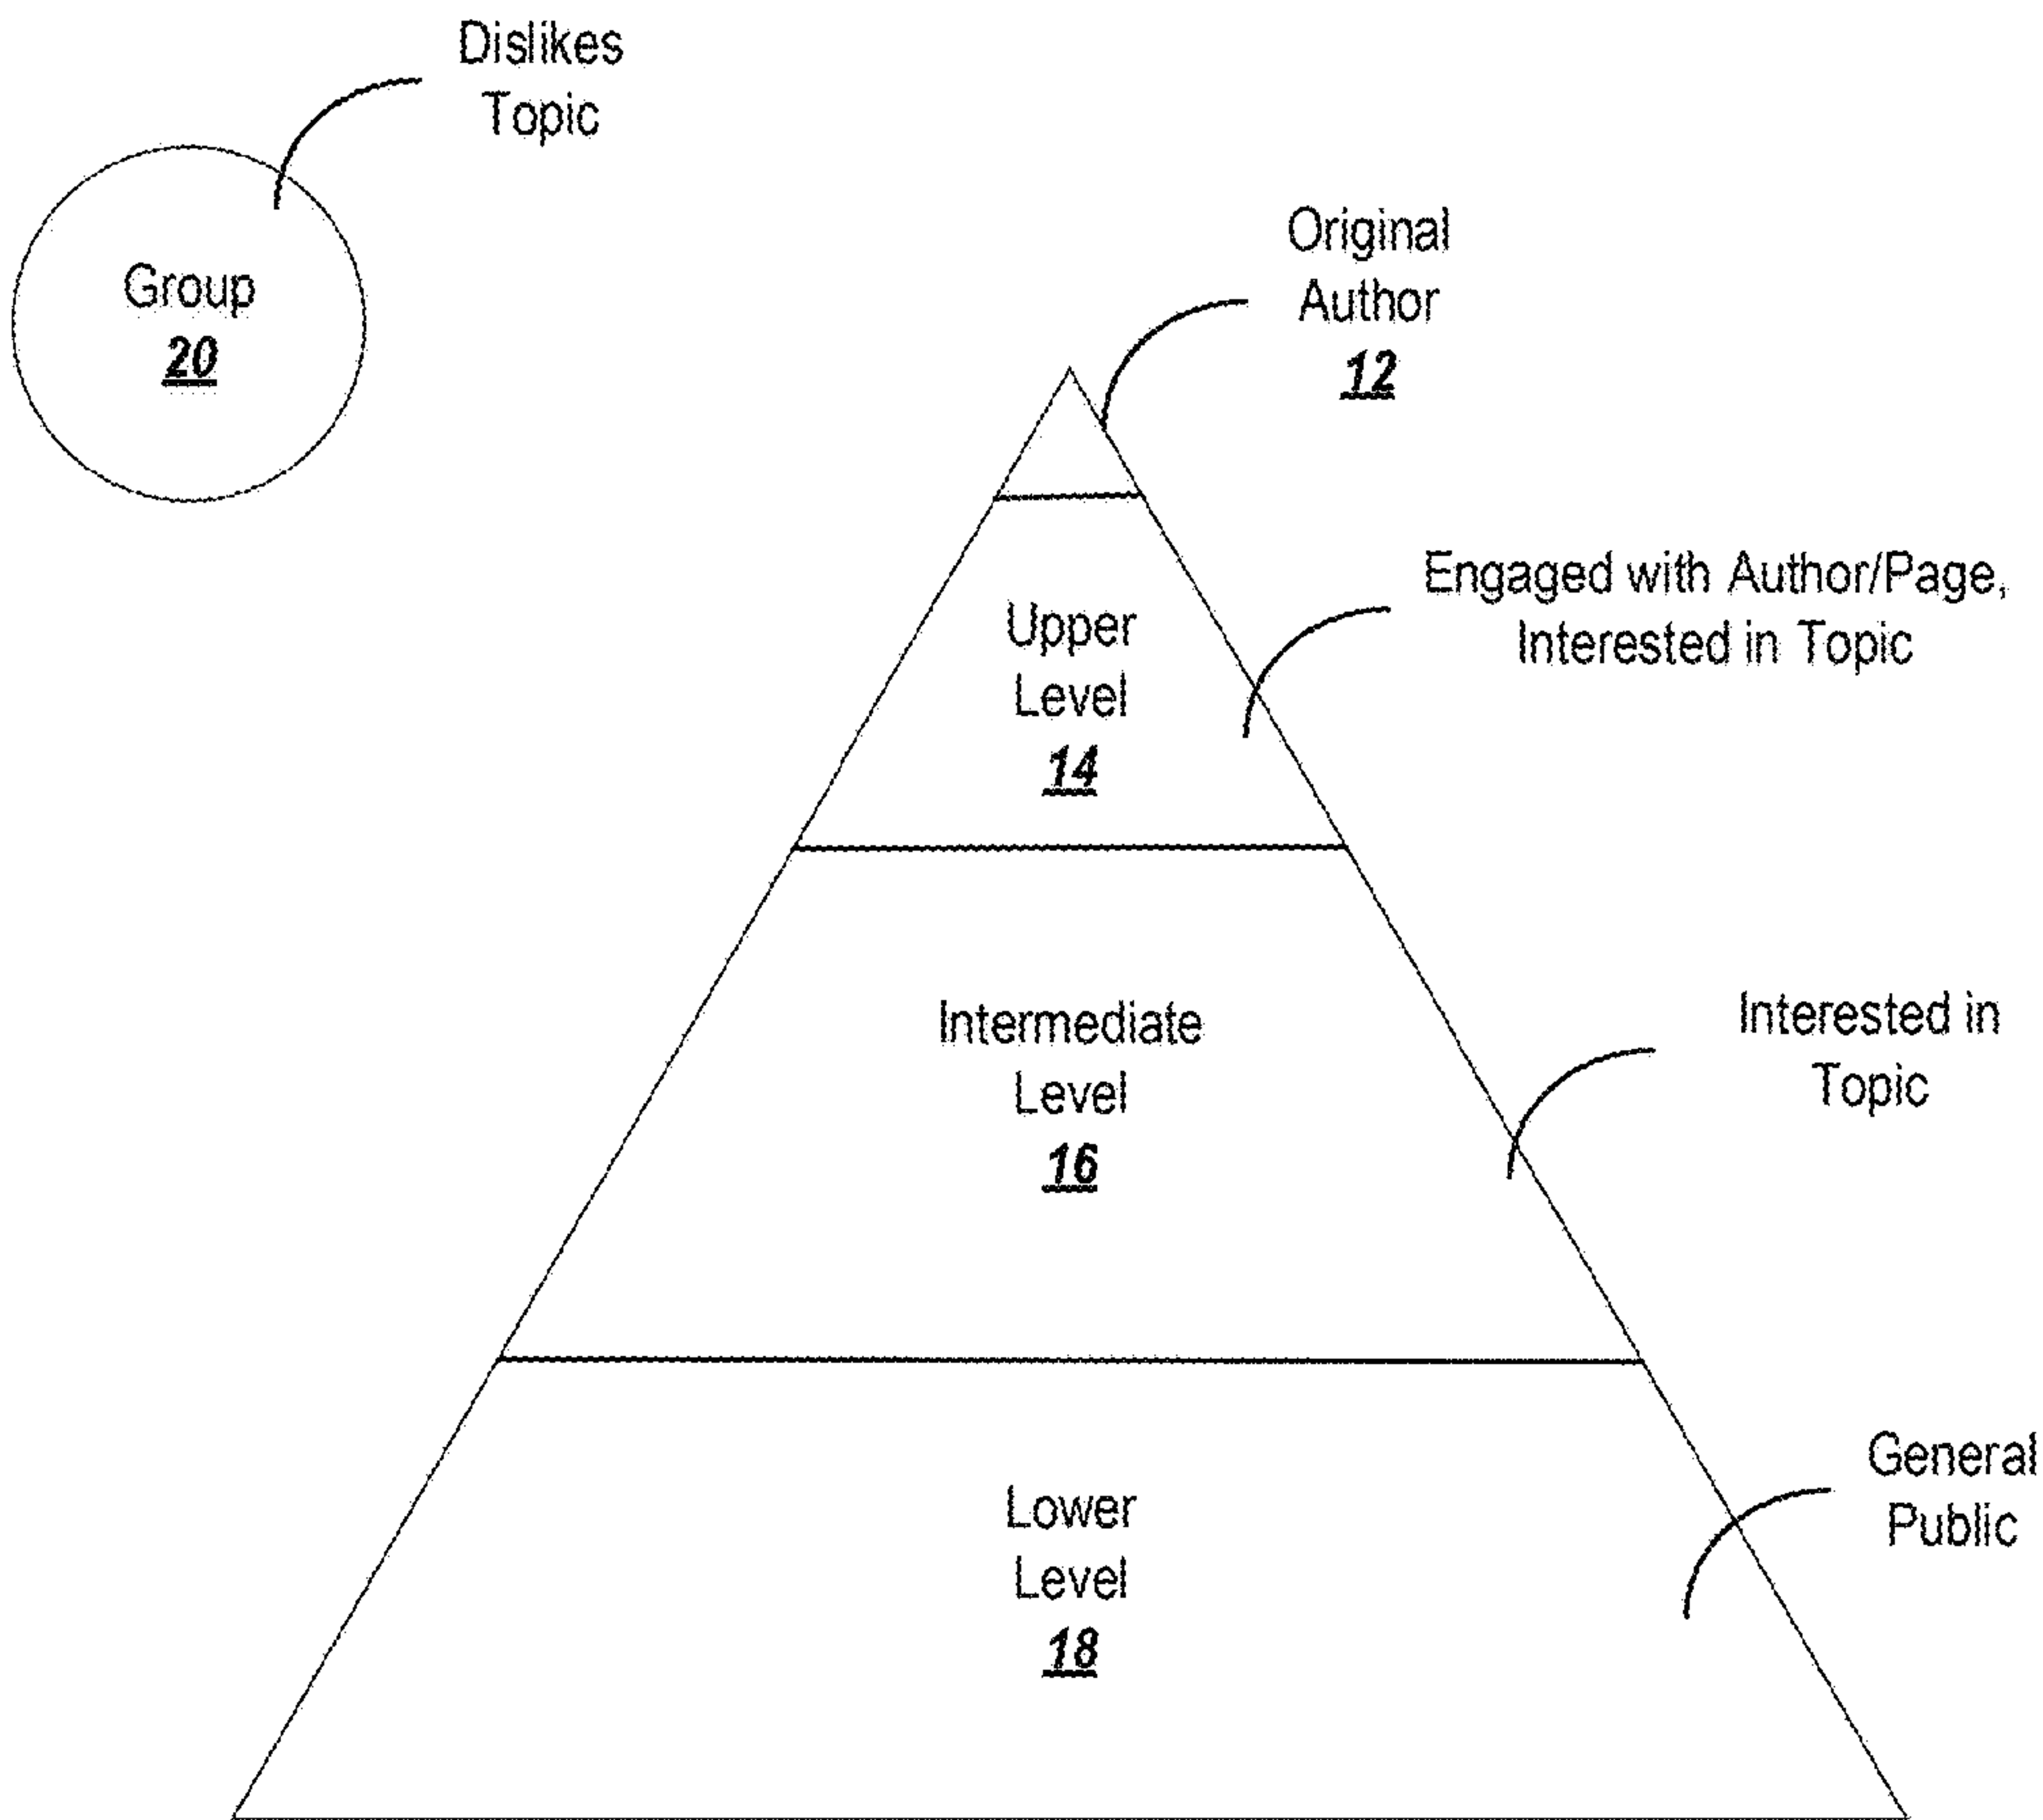 Dislikes
Topic
Group
20
Original
Author
12
Engaged with Author/Page,
Interested in Topic
Upper
Level
14
Interested in
Topic
Intermediate
Level
16
General
Public
Lower
Level
18